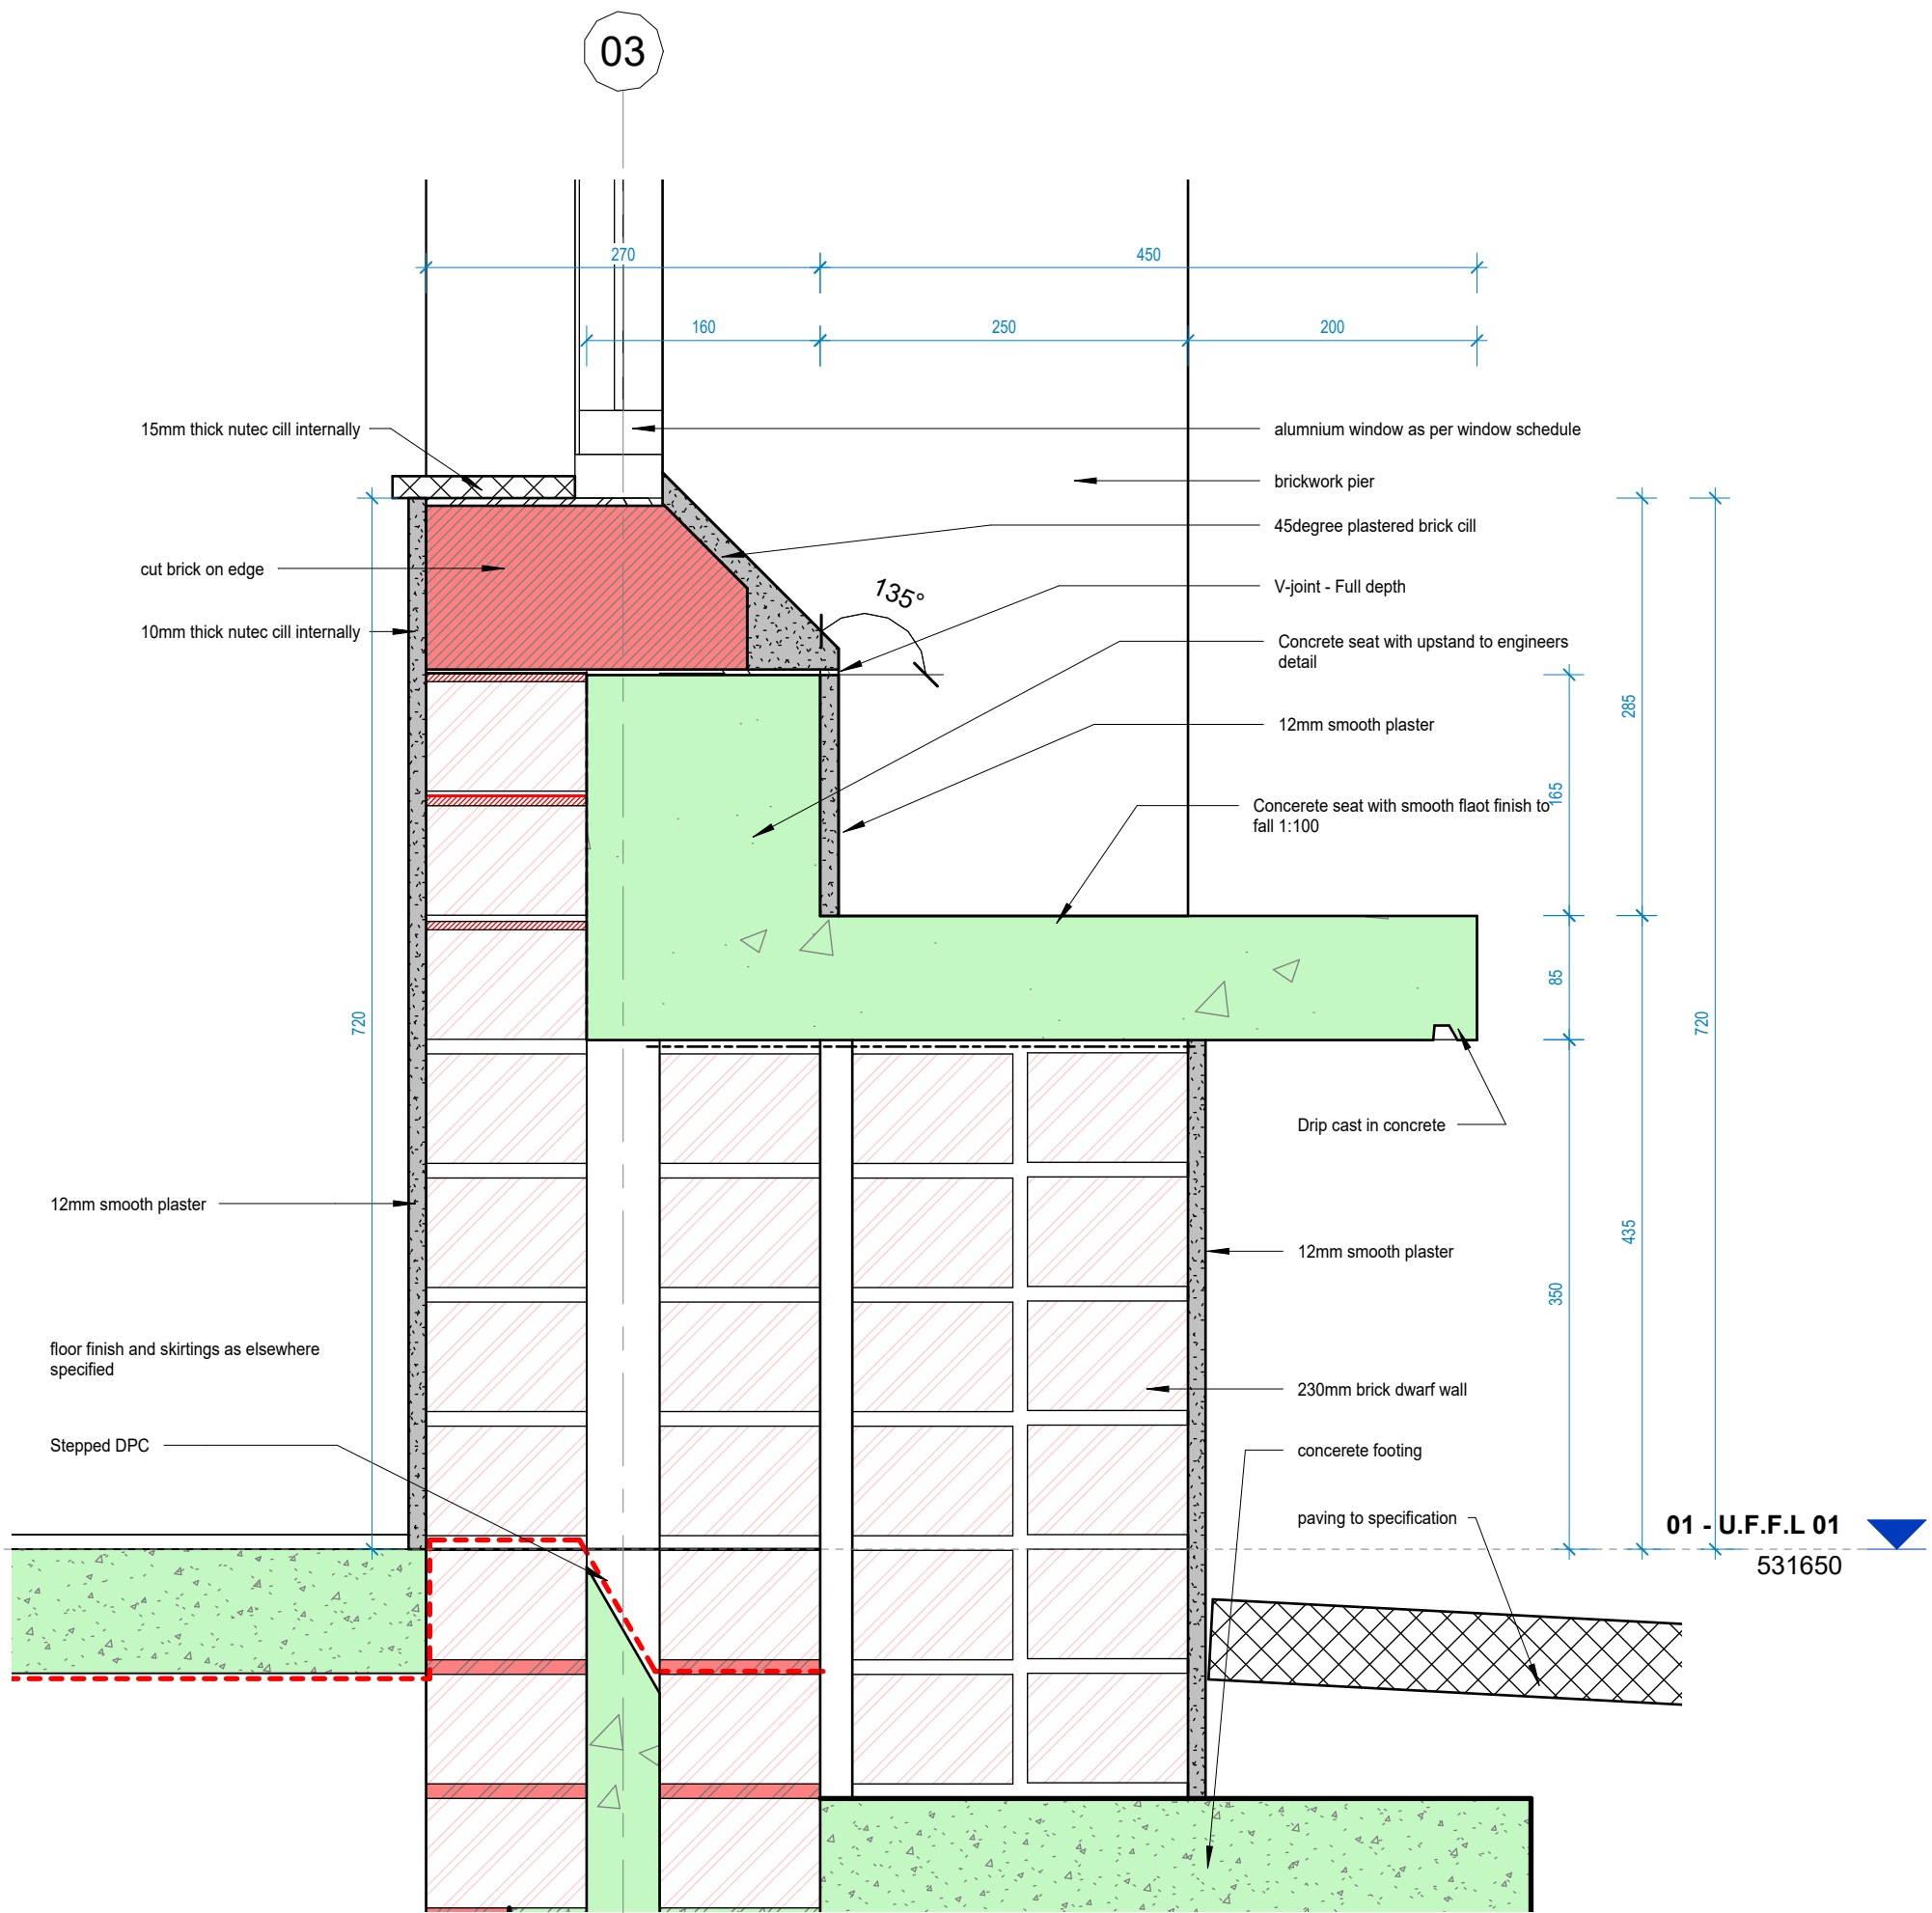 03
270
450
160
250
200
15mm thick nutec cill internally
alumnium window as per window schedule
brickwork pier
45degree plastered brick cill
cut brick on edge
135°
V-joint - Full depth
10mm thick nutec cill internally
Concrete seat with upstand to engineers
detail
285
12mm smooth plaster
165
Concerete seat with smooth flaot finish to
fall 1:100
85
720
720
Drip cast in concrete
12mm smooth plaster
435
12mm smooth plaster
350
floor finish and skirtings as elsewhere
specified
230mm brick dwarf wall
Stepped DPC
concerete footing
paving to specification
01 - U.F.F.L 01
531650